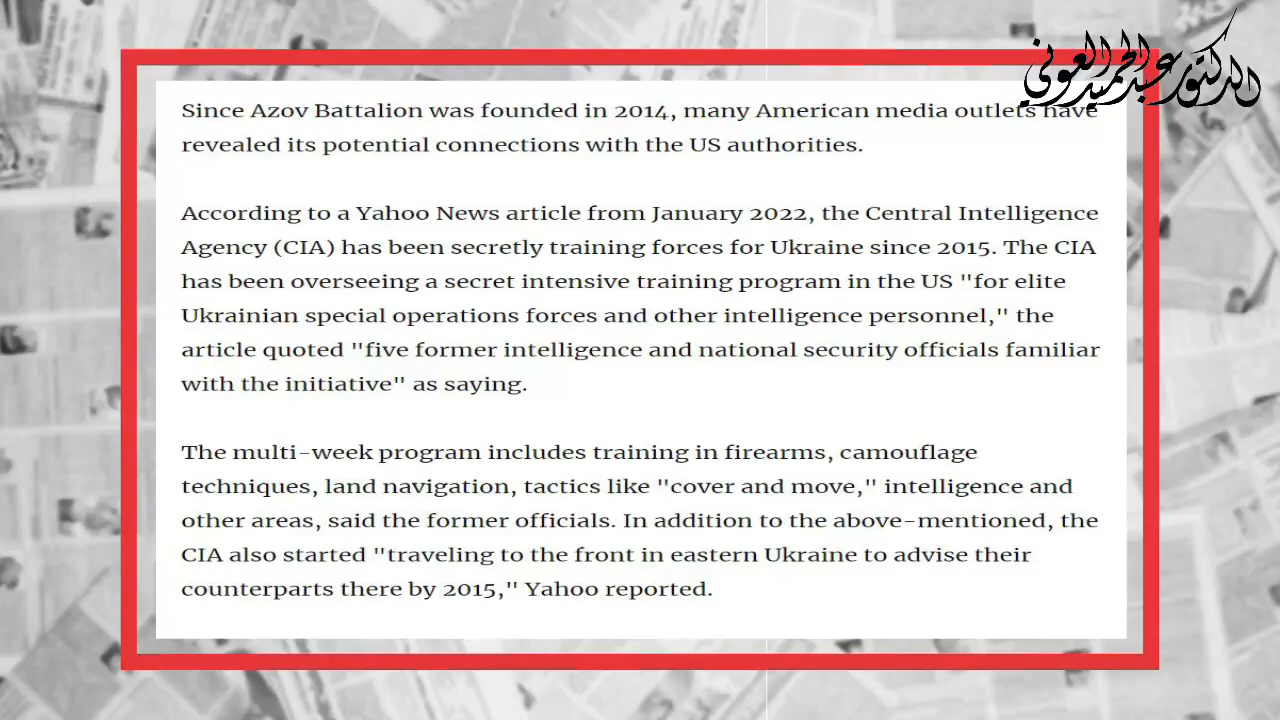 الدكتور عبد الحميد العوني
Since Azov Battalion was founded in 2014, many American media outlets have
revealed its potential connections with the US authorities.
According to a Yahoo News article from January 2022, the Central Intelligence
Agency (CIA) has been secretly training forces for Ukraine since 2015. The CIA
has been overseeing a secret intensive training program in the US "for elite
Ukrainian special operations forces and other intelligence personnel," the
article quoted "five former intelligence and national security officials familiar
with the initiative" as saying.
The multi-week program includes training in firearms, camouflage
techniques, land navigation, tactics like "cover and move," intelligence and
other areas, said the former officials. In addition to the above-mentioned, the
CIA also started "traveling to the front in eastern Ukraine to advise their
counterparts there by 2015," Yahoo reported.